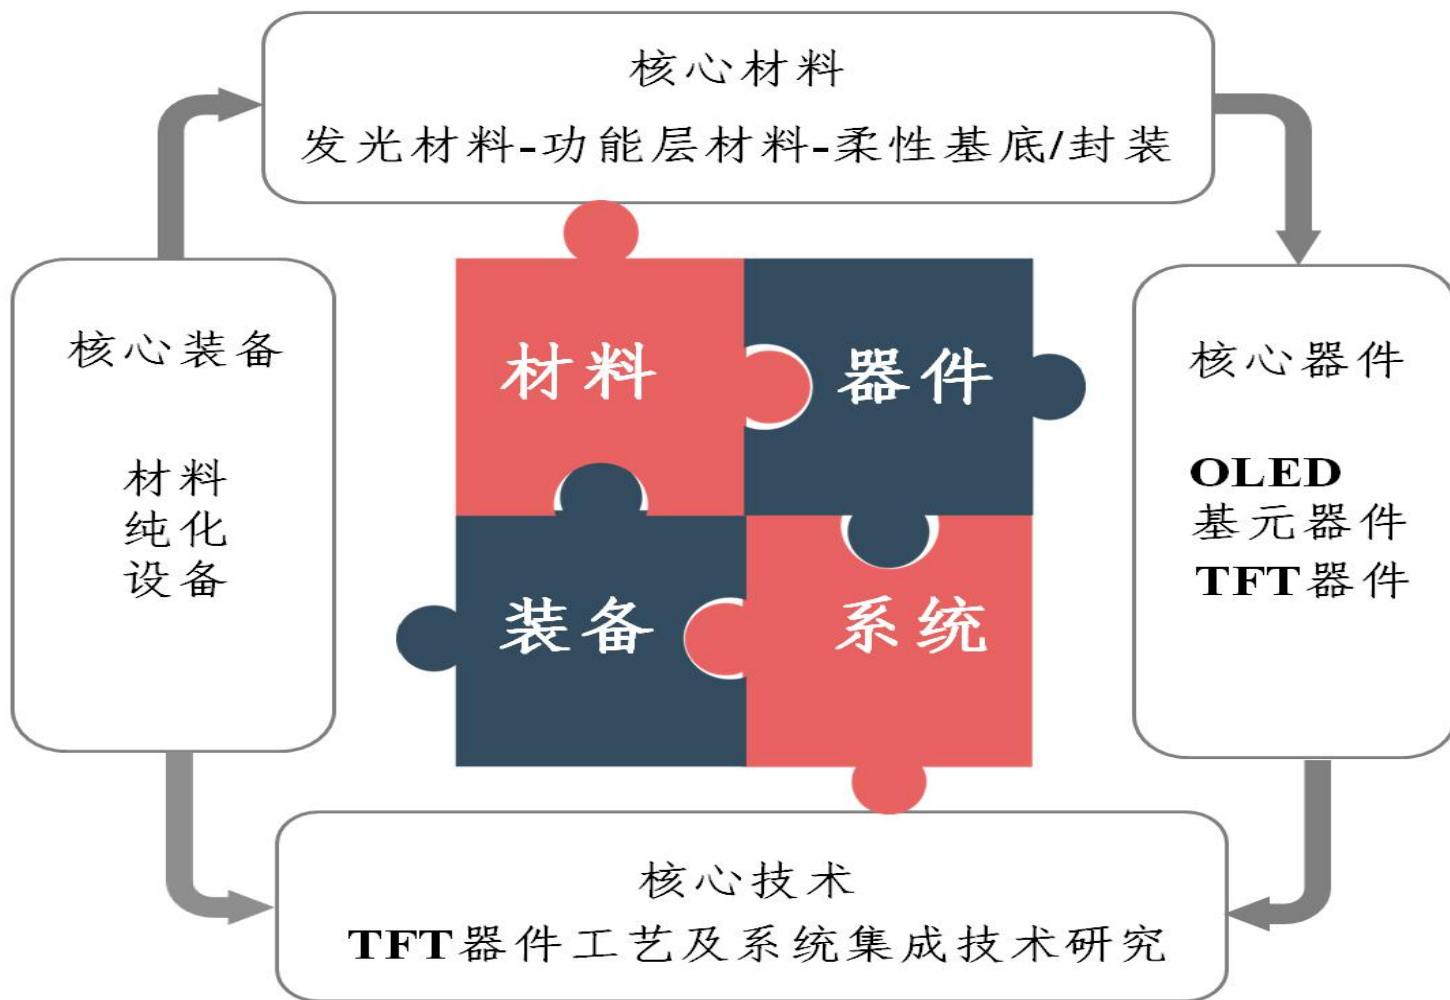 核心材料
发光材料-功能层材料-柔性基底/封装
核心装备
材料
纯化
设备
材料
器件
装备
系统
核心器件
OLED
基元器件
TFT器件
核心技术
TFT器件工艺及系统集成技术研究